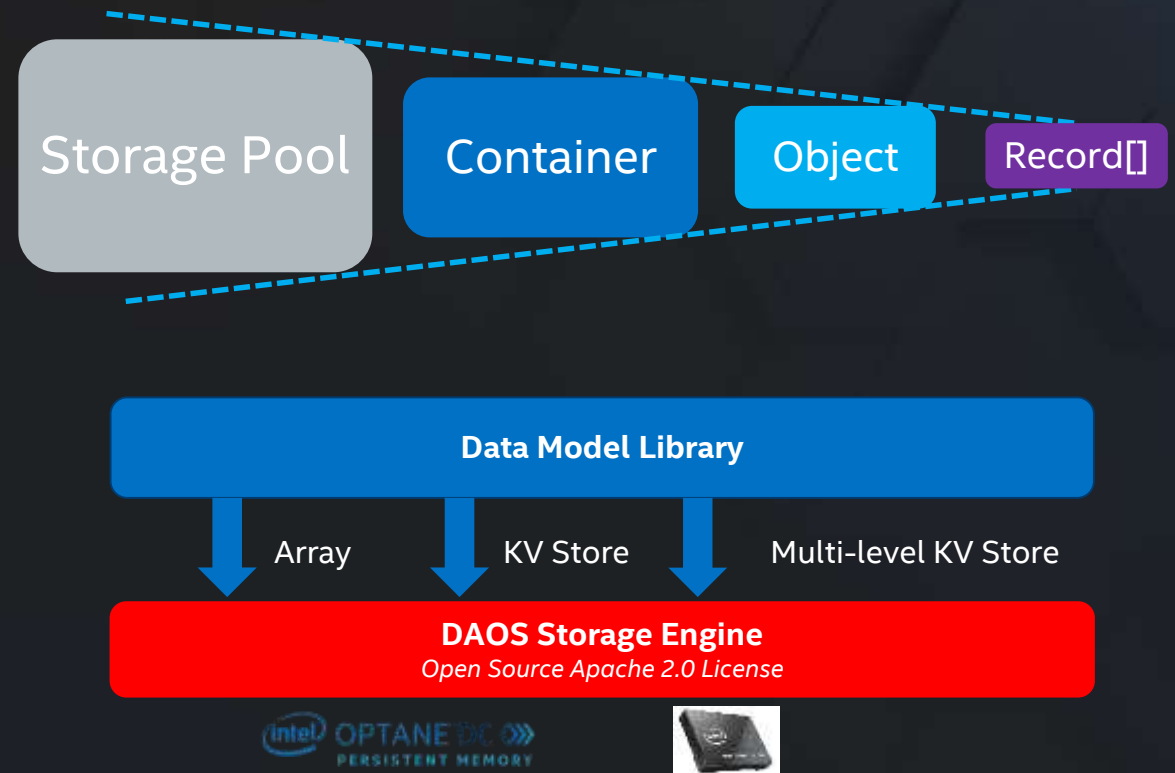 Storage Pool
Container
Object
Record[]
Data Model Library
Array
KV Store
Multi-level KV Store
DAOS Storage Engine
Open Source Apache 2.0 License
intel OPTANE DC
PERSISTENT MEMORY